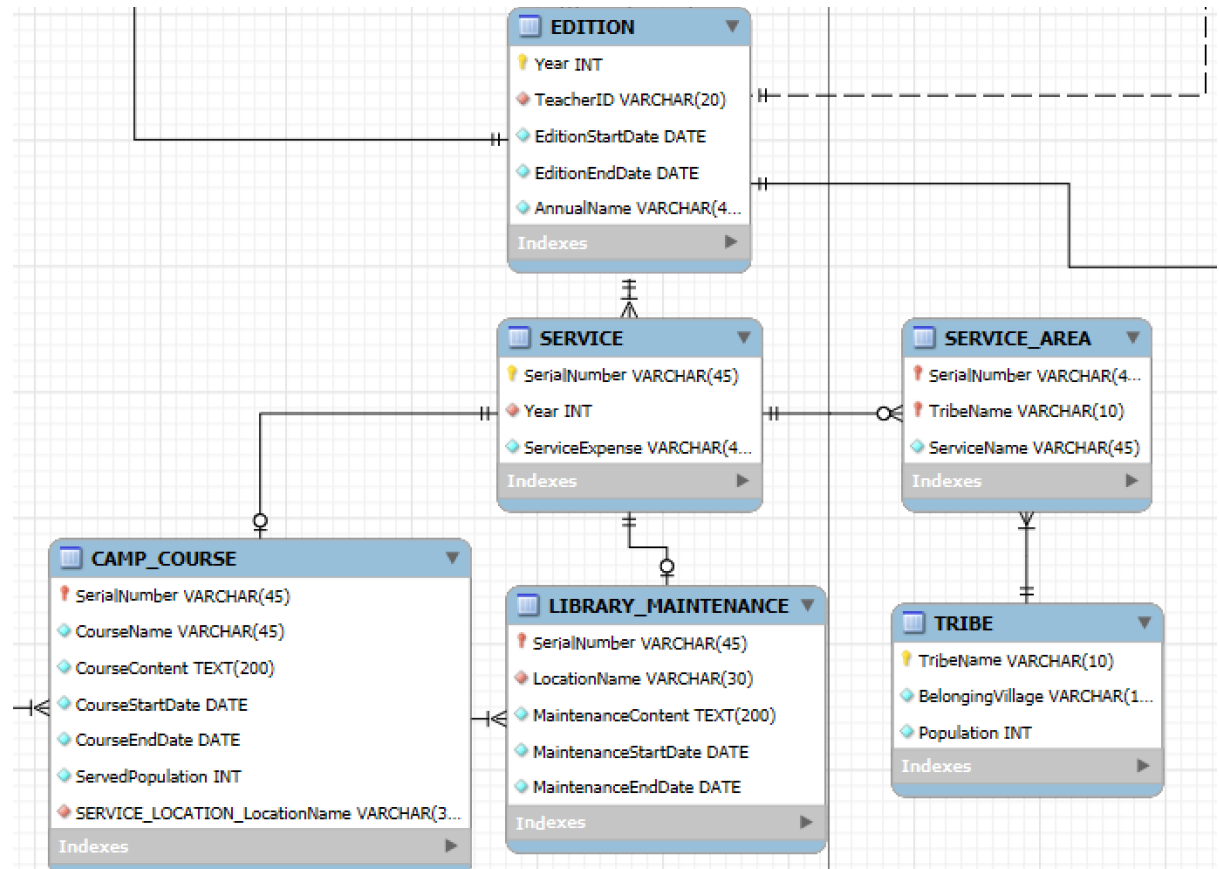 EDITION
Year INT
TeacherID VARCHAR(20)
EditionStartDate DATE
EditionEndDate DATE
AnnualName VARCHAR(4...
Indexes
SERVICE
SerialNumber VARCHAR(45)
Year INT
ServiceExpense VARCHAR(4...
Indexes
SERVICE_AREA
SerialNumber VARCHAR(4...
TribeName VARCHAR(10)
ServiceName VARCHAR(45)
Indexes
CAMP_COURSE
SerialNumber VARCHAR(45)
CourseName VARCHAR(45)
CourseContent TEXT(200)
CourseStartDate DATE
CourseEndDate DATE
ServedPopulation INT
SERVICE_LOCATION_LocationName VARCHAR(3...
Indexes
LIBRARY_MAINTENANCE
SerialNumber VARCHAR(45)
LocationName VARCHAR(30)
MaintenanceContent TEXT(200)
MaintenanceStartDate DATE
MaintenanceEndDate DATE
Indexes
TRIBE
TribeName VARCHAR(10)
BelongingVillage VARCHAR(1...
Population INT
Indexes